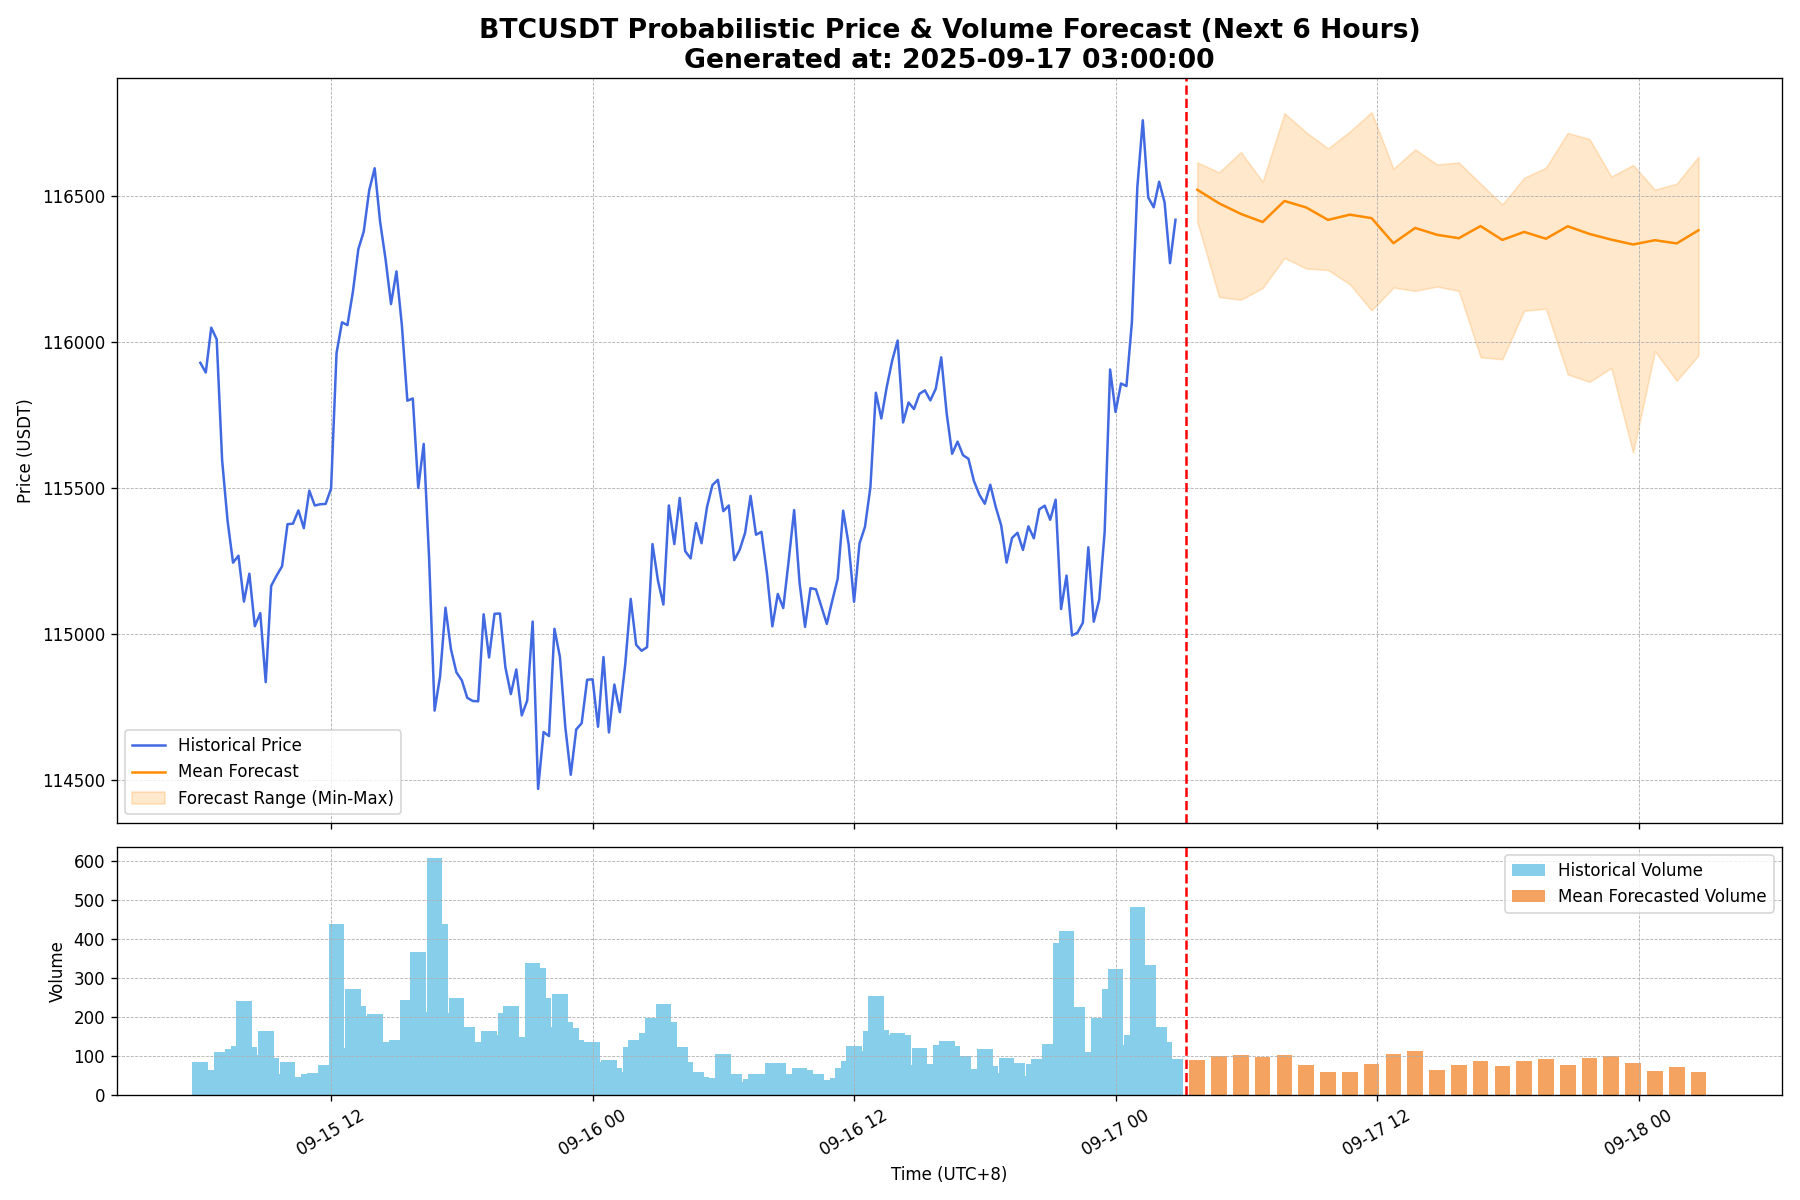 BTCUSDT Probabilistic Price & Volume Forecast (Next 6 Hours)
Generated at: 2025-09-17 03:00:00
Price (USDT)
116500
116000
115500
115000
114500
Historical Price
Mean Forecast
Forecast Range (Min-Max)
Volume
600
500
400
300
200
100
0
Historical Volume
Mean Forecasted Volume
09-15 12
09-16 00
09-16 12
09-17 00
09-17 12
09-18 00
Time (UTC+8)